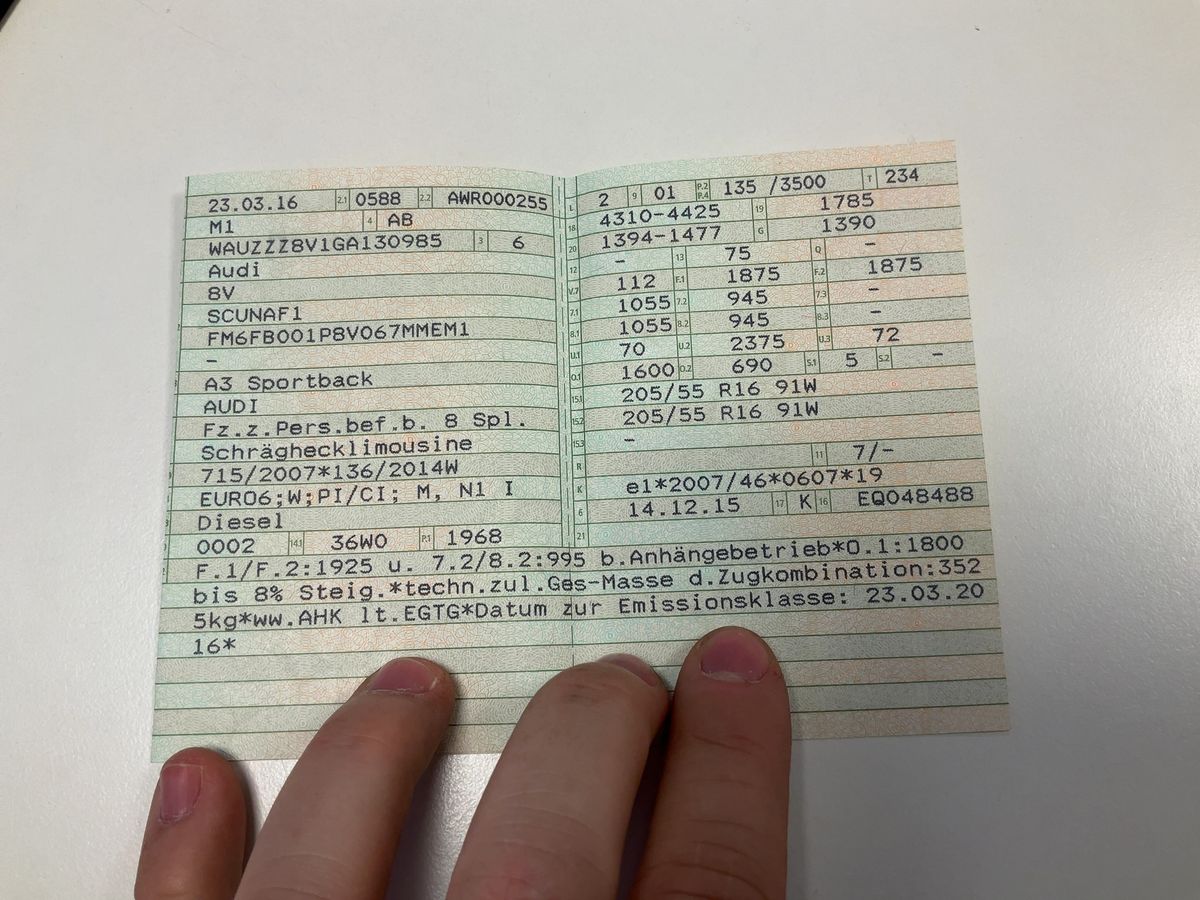 23.03.16 2.1 0588 2.2 AWR000255
M1 4 AB
WAUZZZ8V1GA130985 3 6
Audi
8V
SCUNAF1
FM6FB001P8V067MMEM1
-
A3 Sportback
AUDI
Fz.z.Pers.bef.b. 8 Spl.
Schräghecklimousine
715/2007*136/2014W
EURO6;W;PI/CI; M, N1 I
Diesel
0002 14.1 36W0 P.1 1968
L 2 9 01 P.2 P.4 135 /3500 T 234
18 4310-4425 19 1785
20 1394-1477 G 1390
12 - 13 75 Q -
V.7 112 F.1 1875 F.2 1875
7.1 1055 7.2 945 7.3 -
8.1 1055 8.2 945 8.3 -
U.1 70 U.2 2375 U.3 72
O.1 1600 O.2 690 S.1 5 S.2 -
15.1 205/55 R16 91W
15.2 205/55 R16 91W
15.3 -
R 11 7/-
K e1*2007/46*0607*19
6 14.12.15 17 K 16 EQ048488
21
F.1/F.2:1925 u. 7.2/8.2:995 b.Anhängebetrieb*O.1:1800
bis 8% Steig.*techn.zul.Ges-Masse d.Zugkombination:352
5kg*ww.AHK lt.EGTG*Datum zur Emissionsklasse: 23.03.20
16*